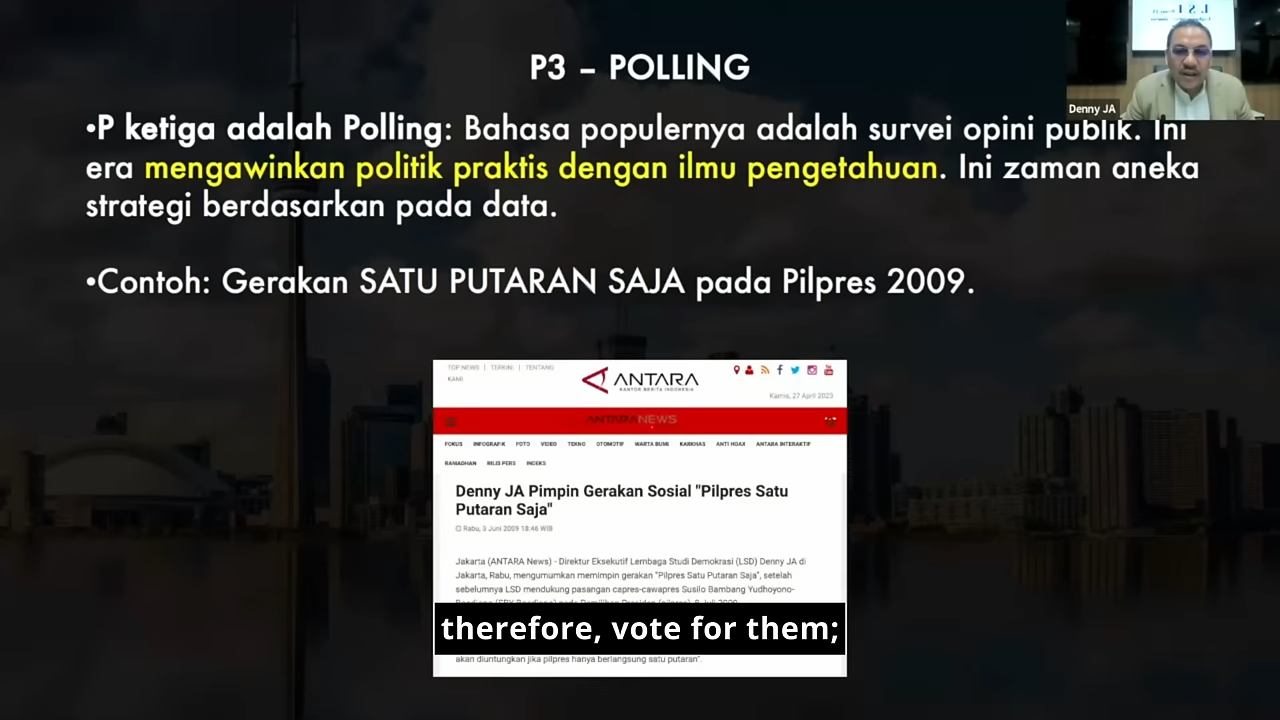 LSI
Denny JA
P3 – POLLING
•P ketiga adalah Polling: Bahasa populernya adalah survei opini publik. Ini
era mengawinkan politik praktis dengan ilmu pengetahuan. Ini zaman aneka
strategi berdasarkan pada data.
•Contoh: Gerakan SATU PUTARAN SAJA pada Pilpres 2009.
TOP NEWS | TERKINI | TENTANG
KAMI
ANTARA
KANTOR BERITA INDONESIA
Kamis, 27 April 2023
ANTARANEWS
FOKUS INFOGRAFIK FOTO VIDEO TEKNO OTOMOTIF WARTA BUMI KARKHAS ANTI HOAX ANTARA INTERAKTIF
RAMADHAN RILIS PERS INDEKS
Denny JA Pimpin Gerakan Sosial "Pilpres Satu
Putaran Saja"
Rabu, 3 Juni 2009 18:46 WIB
Jakarta (ANTARA News) - Direktur Eksekutif Lembaga Studi Demokrasi (LSD) Denny JA di
Jakarta, Rabu, mengumumkan memimpin gerakan "Pilpres Satu Putaran Saja", setelah
sebelumnya LSD mendukung pasangan capres-cawapres Susilo Bambang Yudhoyono-
therefore, vote for them;
akan diuntungkan jika pilpres hanya berlangsung satu putaran".